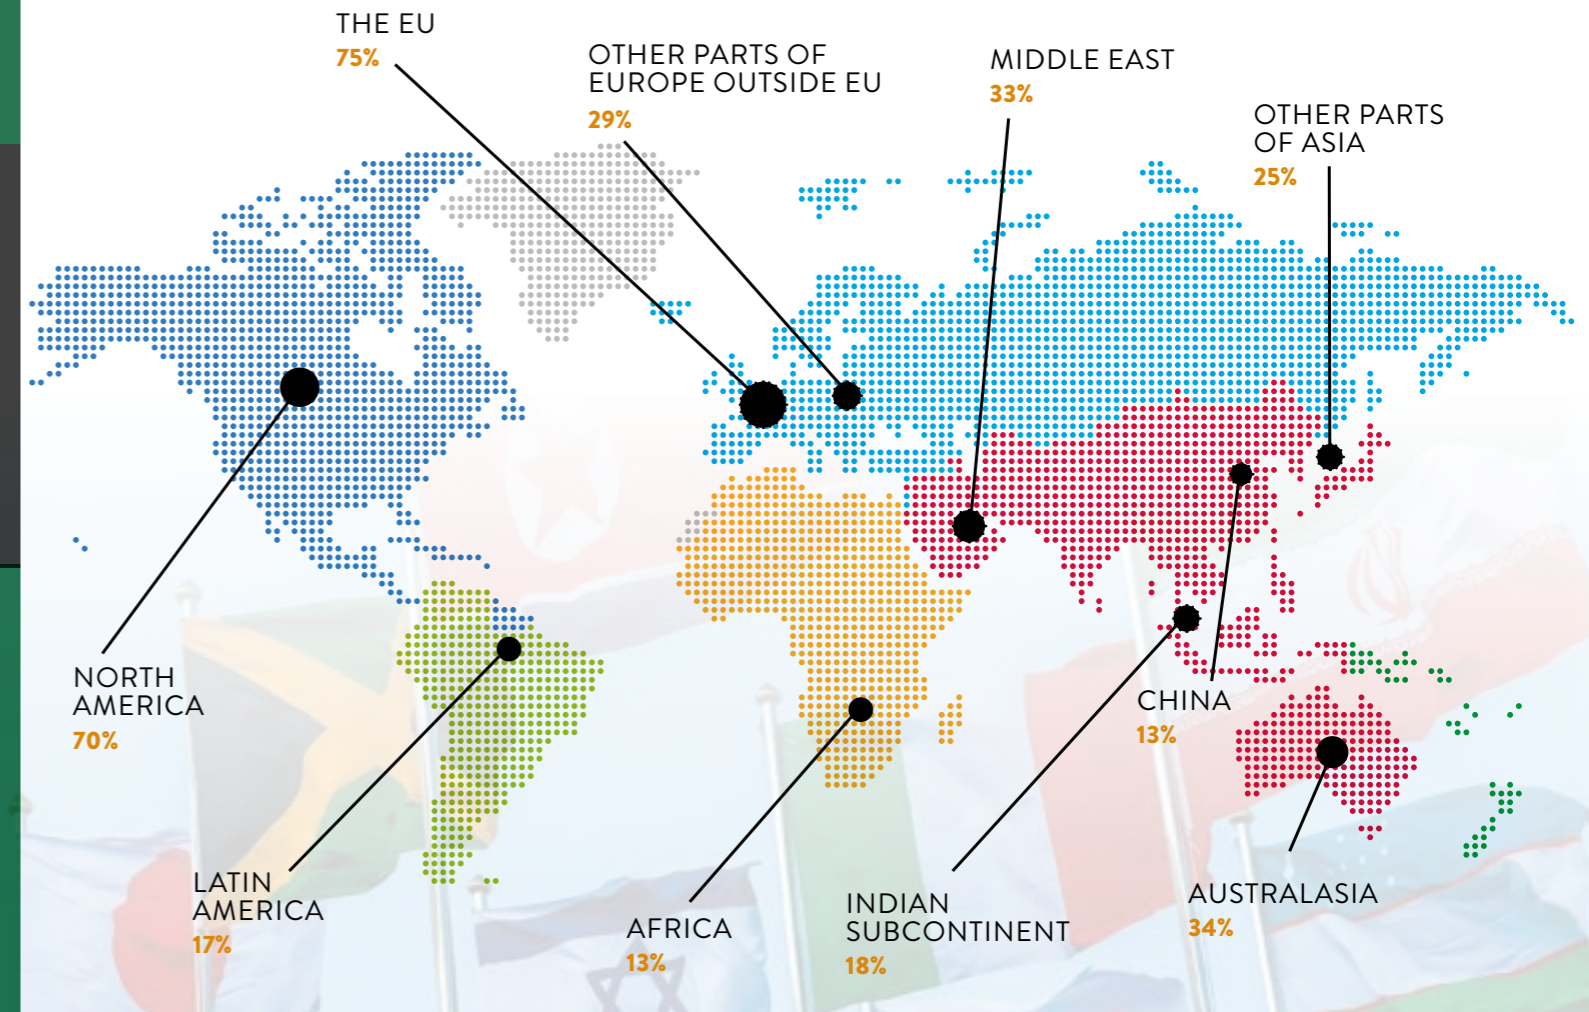 THE EU
75%
OTHER PARTS OF
EUROPE OUTSIDE EU
29%
MIDDLE EAST
33%
OTHER PARTS
OF ASIA
25%
NORTH
AMERICA
70%
LATIN
AMERICA
17%
AFRICA
13%
INDIAN
SUBCONTINENT
18%
CHINA
13%
AUSTRALASIA
34%